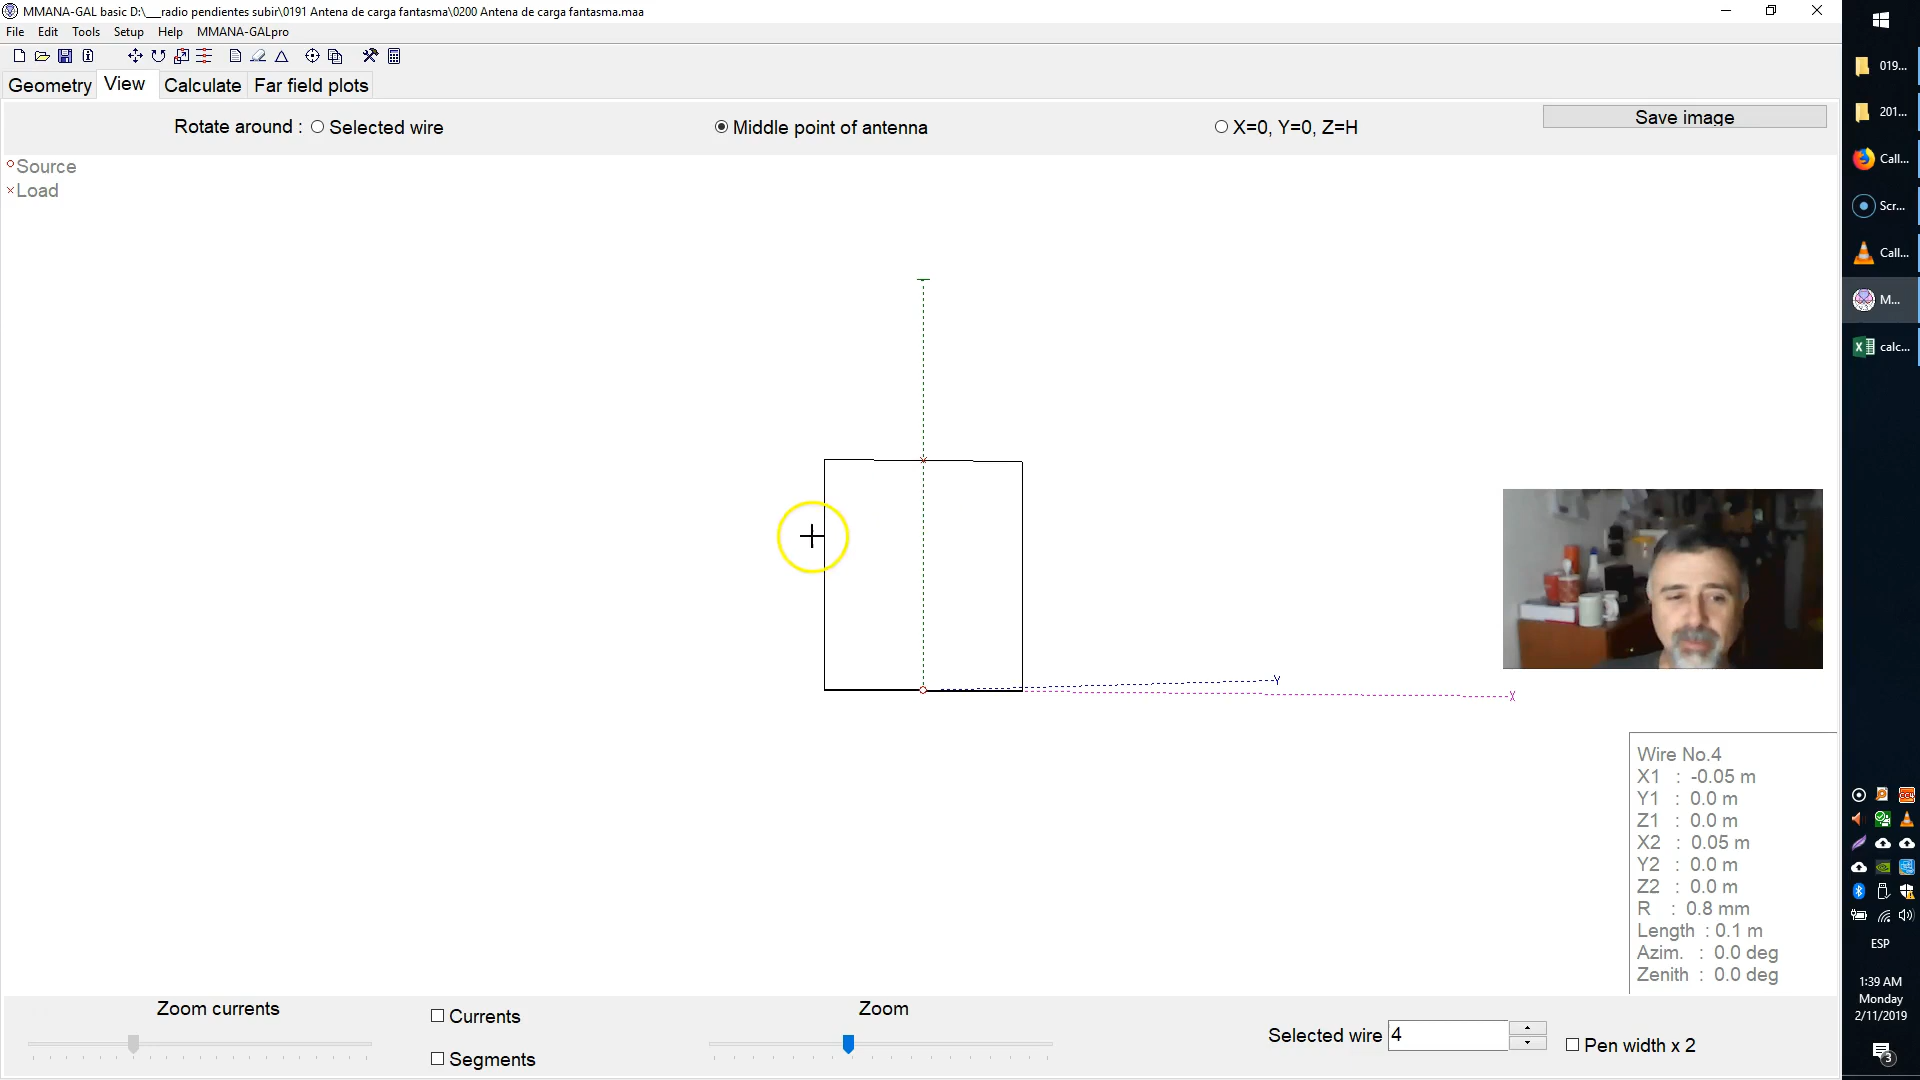 MMANA-GAL basic D:\___radio pendientes subir\0191 Antena de carga fantasma\0200 Antena de carga fantasma.maa
File Edit Tools Setup Help MMANA-GALpro
Geometry View Calculate Far field plots
Rotate around : Selected wire Middle point of antenna X=0, Y=0, Z=H Save image
Source
Load
Y
X
Wire No.4
X1 : -0.05 m
Y1 : 0.0 m
Z1 : 0.0 m
X2 : 0.05 m
Y2 : 0.0 m
Z2 : 0.0 m
R : 0.8 mm
Length : 0.1 m
Azim. : 0.0 deg
Zenith : 0.0 deg
Zoom currents
Currents
Segments
Zoom
Selected wire 4
Pen width x 2
019...
201...
Call...
Scr...
Call...
M...
calc...
ESP
1:39 AM
Monday
2/11/2019
3